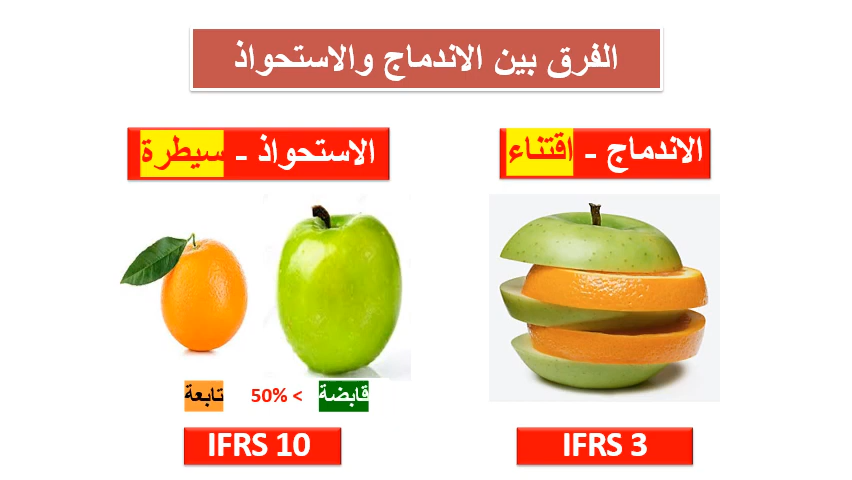 الفرق بين الاندماج والاستحواذ
الاندماج - اقتناء
الاستحواذ - سيطرة
قابضة
50% <
تابعة
IFRS 3
IFRS 10